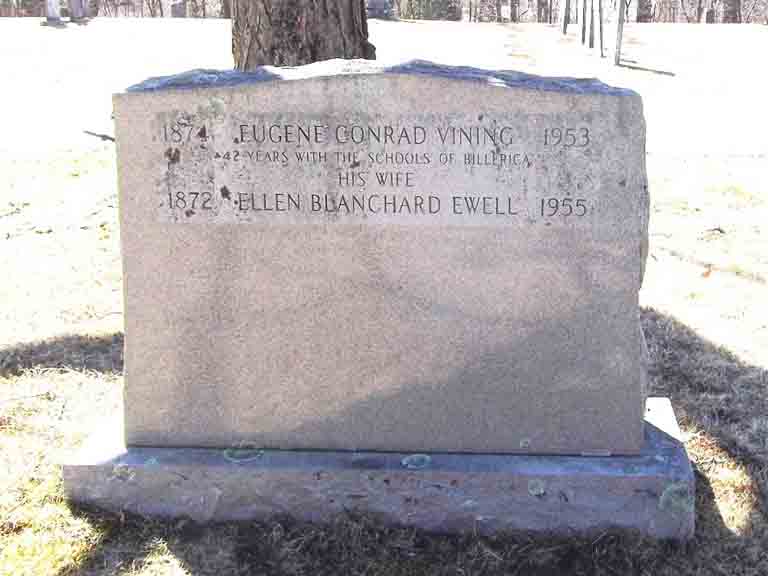 1874 EUGENE CONRAD VINING 1953
42 YEARS WITH THE SCHOOLS OF BILLERICA
HIS WIFE
1872 ELLEN BLANCHARD EWELL 1955